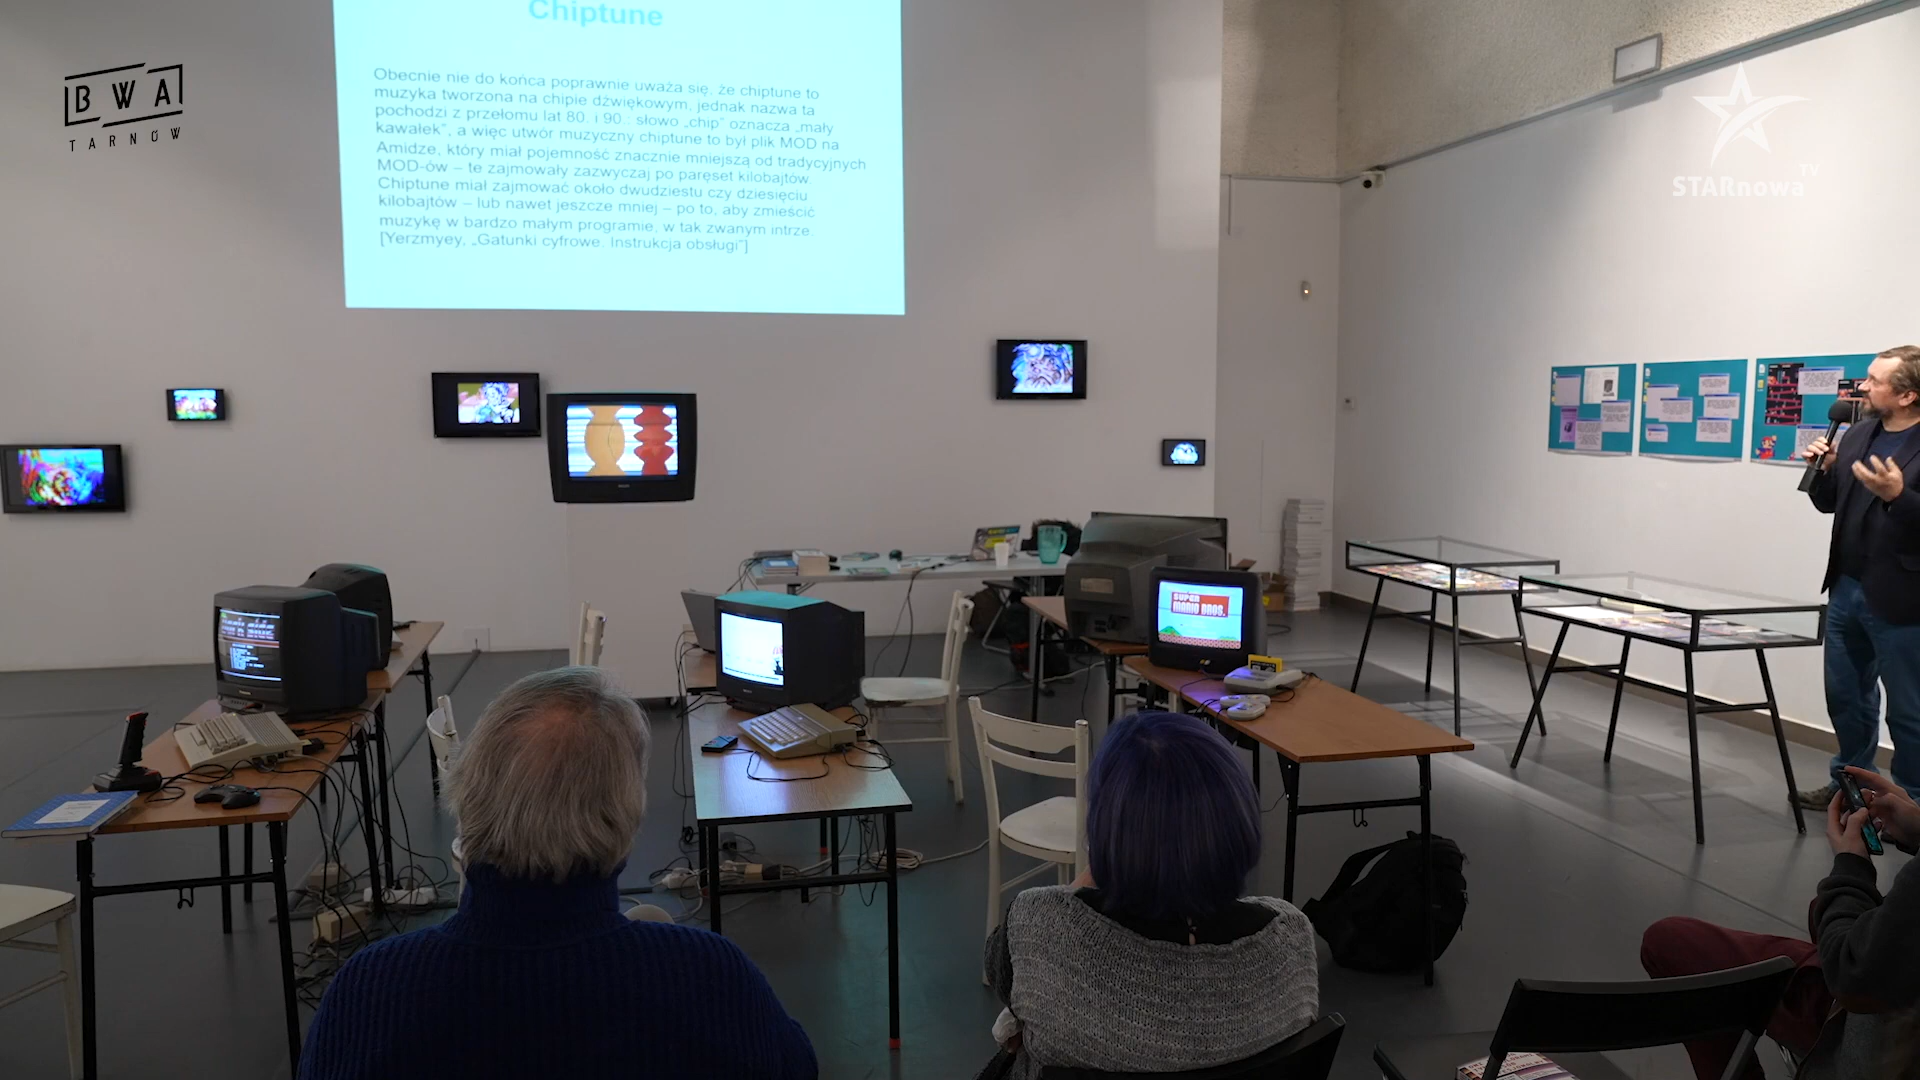 Chiptune
Obecnie nie do końca poprawnie uważa się, że chiptune to
muzyka tworzona na chipie dźwiękowym, jednak nazwa ta
pochodzi z przełomu lat 80. i 90.: słowo „chip” oznacza „mały
kawałek”, a więc utwór muzyczny chiptune to był plik MOD na
Amidze, który miał pojemność znacznie mniejszą od tradycyjnych
MOD-ów – te zajmowały zazwyczaj po paręset kilobajtów.
Chiptune miał zajmować około dwudziestu czy dziesięciu
kilobajtów – lub nawet jeszcze mniej – po to, aby zmieścić
muzykę w bardzo małym programie, w tak zwanym intrze.
[Yerzmyey, „Gatunki cyfrowe. Instrukcja obsługi”]
BWA
TARNÓW
STARnowa TV
SUPER
MARIO BROS.